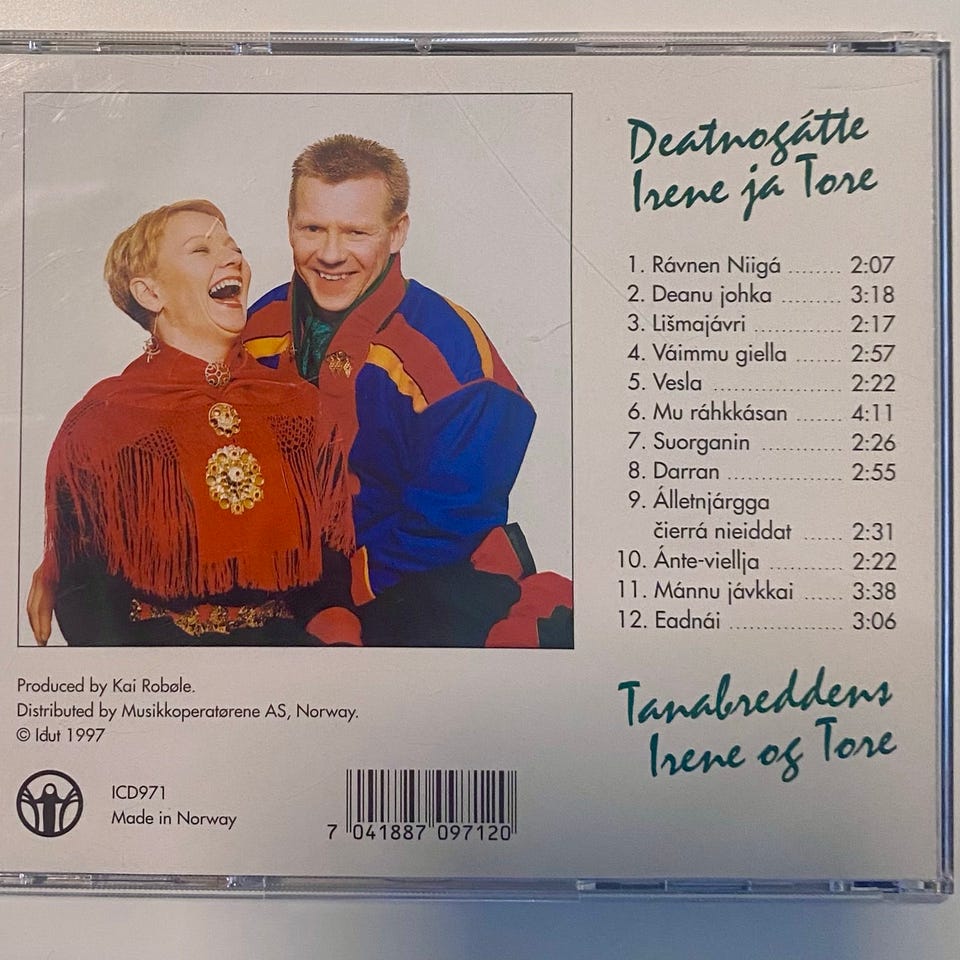 Deatnogátte
Irene ja Tore
1. Rávnen Niigá ........ 2:07
2. Deanu johka ......... 3:18
3. Lišmajávri ............. 2:17
4. Váimmu giella ....... 2:57
5. Vesla ................... 2:22
6. Mu ráhkkásan ....... 4:11
7. Suorganin ............ 2:26
8. Darran ................. 2:55
9. Álletnjárgga
čierrá nieiddat ...... 2:31
10. Ánte-viellja ........... 2:22
11. Mánnu jávkkai ...... 3:38
12. Eadnái ................. 3:06
Tanabreddens
Irene og Tore
Produced by Kai Robøle.
Distributed by Musikkoperatørene AS, Norway.
© Iđut 1997
ICD971
Made in Norway
7 041887 097120